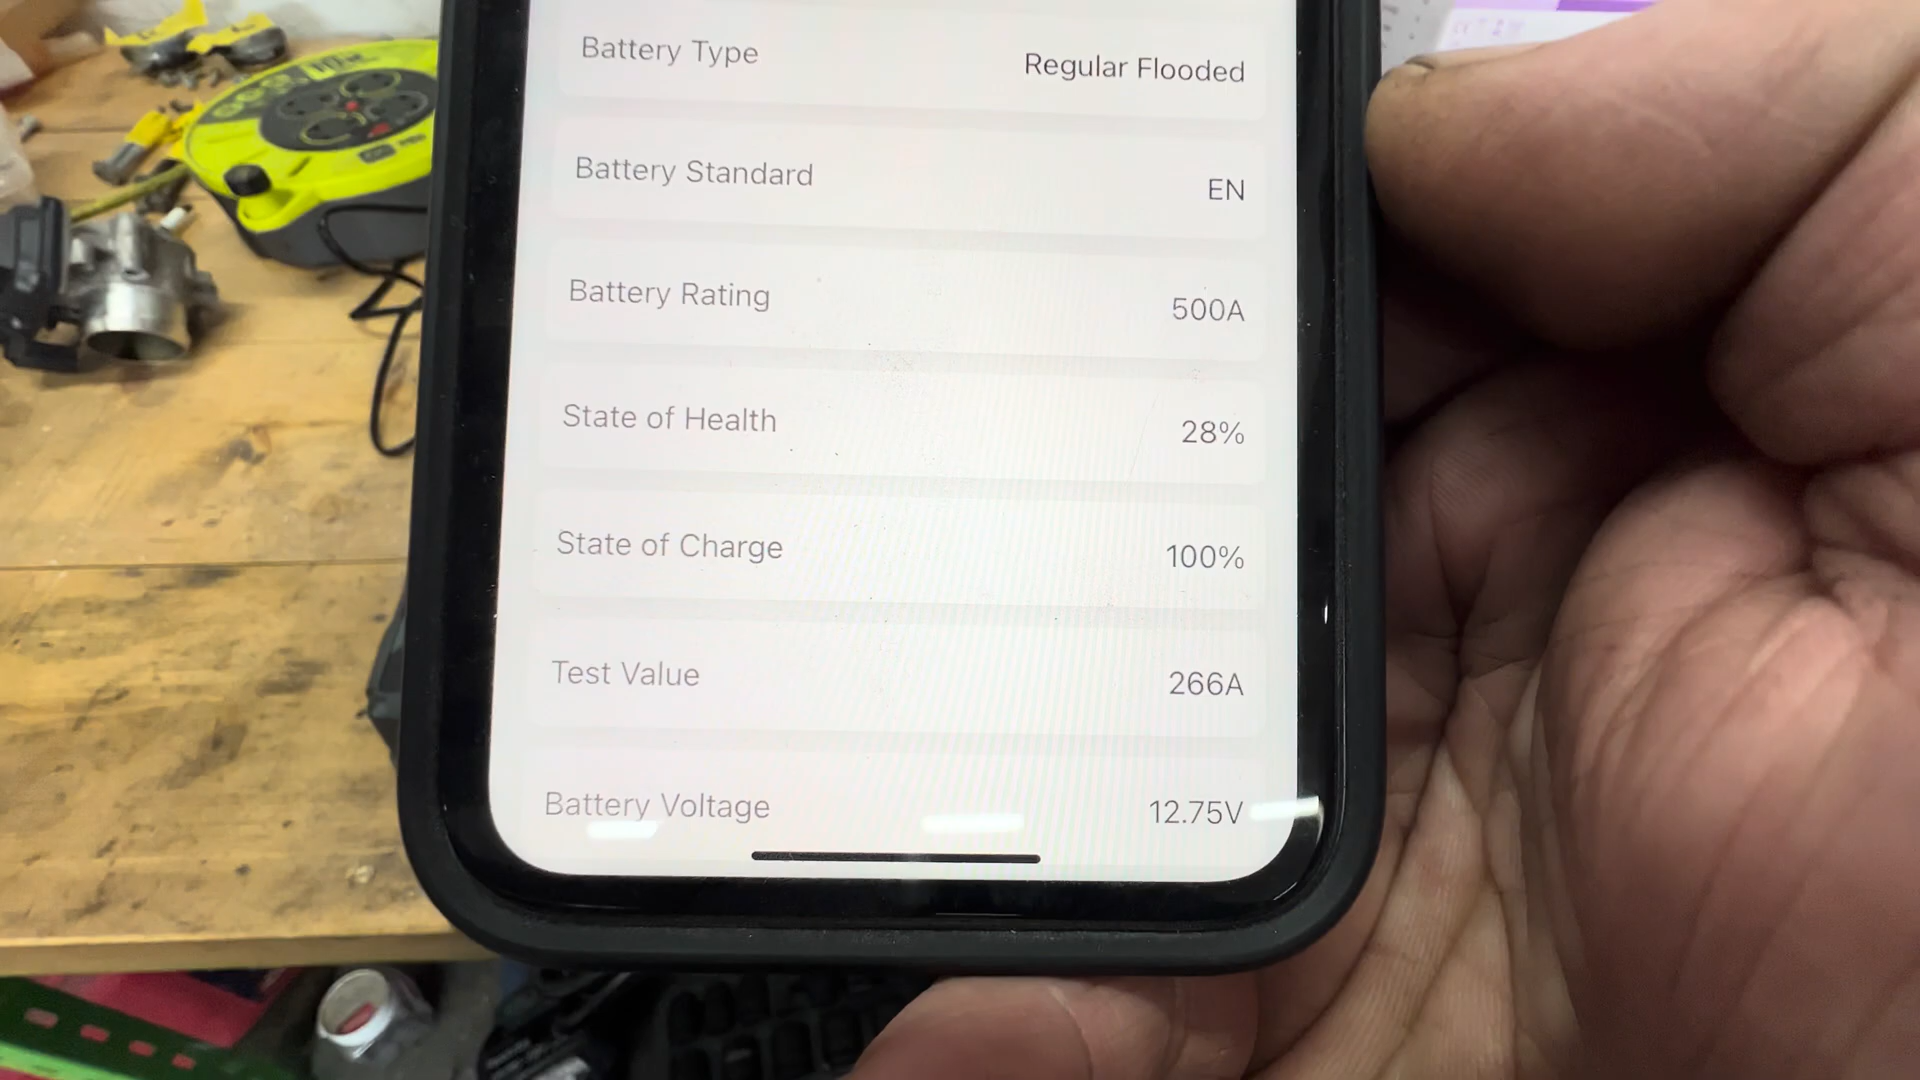 Battery Type
Regular Flooded
Battery Standard
EN
Battery Rating
500A
State of Health
28%
State of Charge
100%
Test Value
266A
Battery Voltage
12.75V